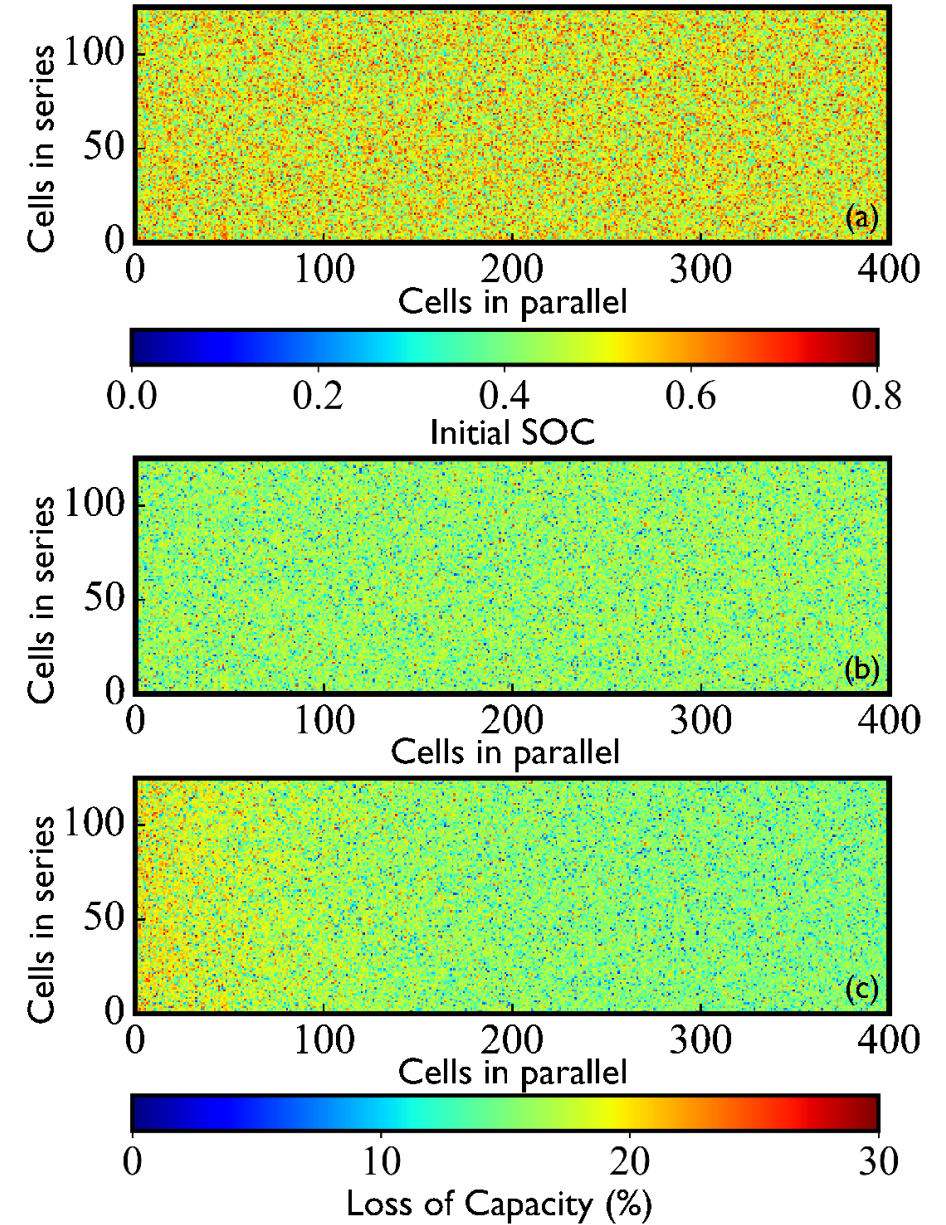 Cells in series
100
50
0
(a)
0 100 200 300 400
Cells in parallel
0.0 0.2 0.4 0.6 0.8
Initial SOC
Cells in series
100
50
0
(b)
0 100 200 300 400
Cells in parallel
Cells in series
100
50
0
(c)
0 100 200 300 400
Cells in parallel
0 10 20 30
Loss of Capacity (%)